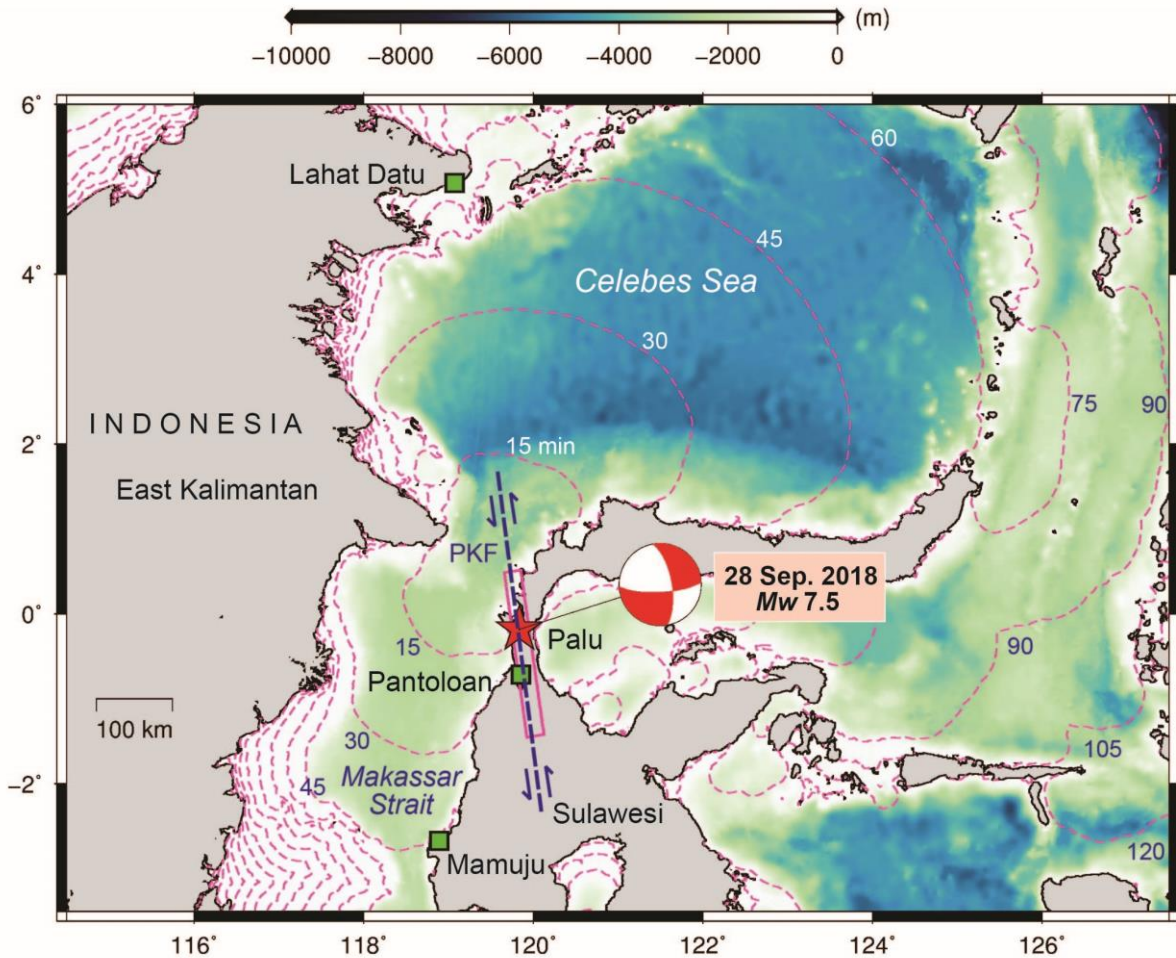 (m)
−10000 −8000 −6000 −4000 −2000 0
6°
4°
2°
0°
−2°
116° 118° 120° 122° 124° 126°
Lahat Datu
60
45
Celebes Sea
30
75
90
INDONESIA
15 min
East Kalimantan
PKF
28 Sep. 2018
Mw 7.5
15
Palu
90
Pantoloan
100 km
30
105
45
Makassar
Strait
Sulawesi
Mamuju
120